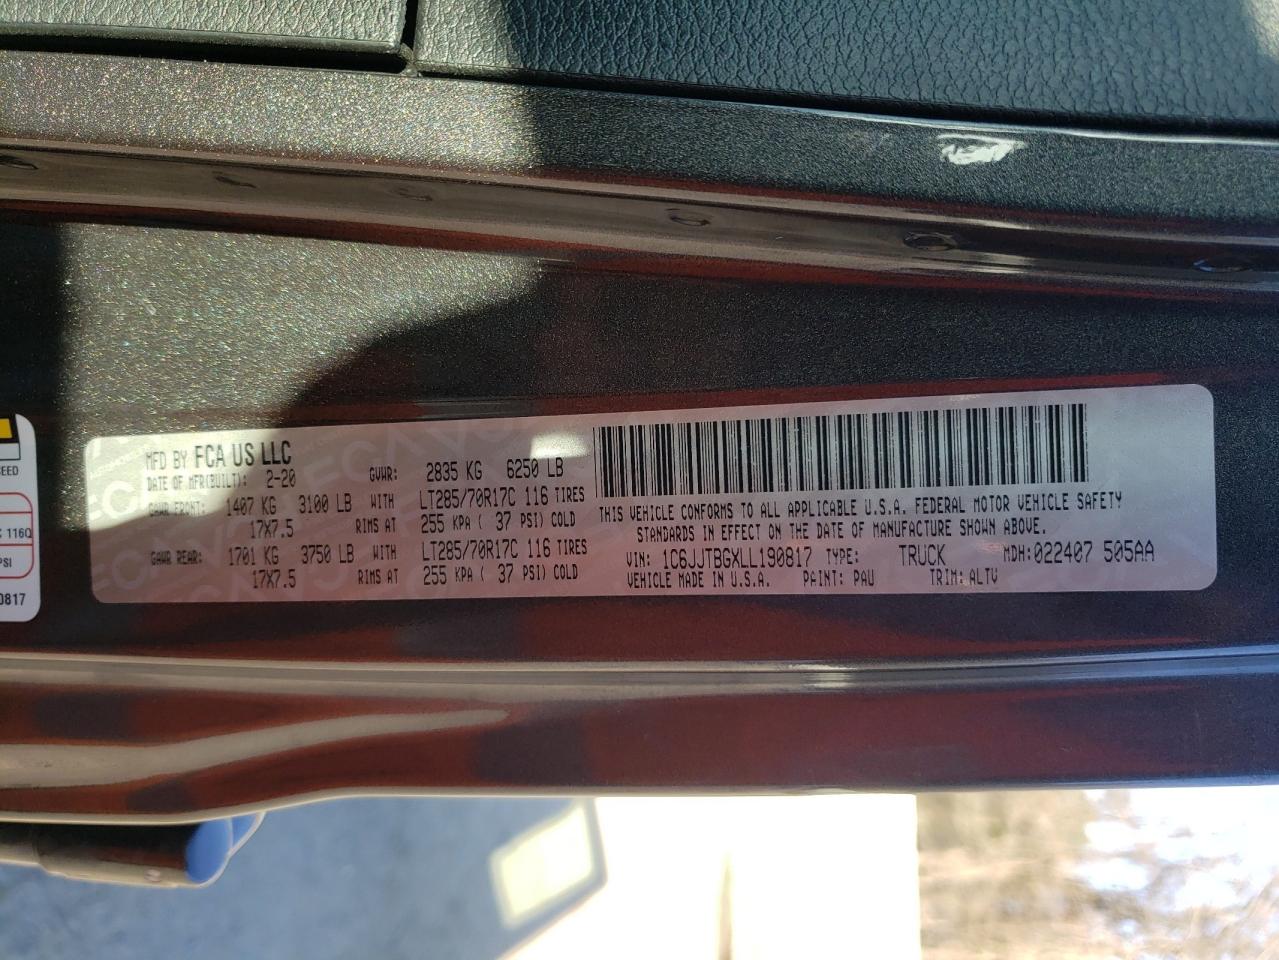 MFD BY FCA US LLC
DATE OF MFR(BUILT): 2-20 GVWR: 2835 KG 6250 LB
GAWR FRONT: 1407 KG 3100 LB WITH LT285/70R17C 116 TIRES
17X7.5 RIMS AT 255 KPA ( 37 PSI) COLD
GAWR REAR: 1701 KG 3750 LB WITH LT285/70R17C 116 TIRES
17X7.5 RIMS AT 255 KPA ( 37 PSI) COLD
THIS VEHICLE CONFORMS TO ALL APPLICABLE U.S.A. FEDERAL MOTOR VEHICLE SAFETY
STANDARDS IN EFFECT ON THE DATE OF MANUFACTURE SHOWN ABOVE.
VIN: 1C6JJTBGXLL190817 TYPE: TRUCK MDH:022407 505AA
VEHICLE MADE IN U.S.A. PAINT: PAU TRIM: ALTV
116Q
PSI
0817